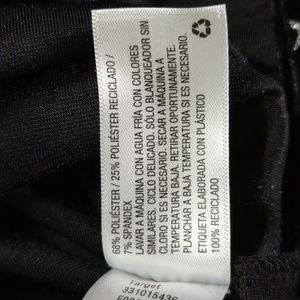 68% POLIÉSTER / 25% POLIÉSTER RECICLADO /
7% SPANDEX
LAVAR A MÁQUINA CON AGUA FRÍA CON COLORES
SIMILARES. CICLO DELICADO. SÓLO BLANQUEADOR SIN
CLORO SI ES NECESARIO. SECAR A MÁQUINA A
TEMPERATURA BAJA. RETIRAR OPORTUNAMENTE.
PLANCHAR A BAJA TEMPERATURA SI ES NECESARIO.
ETIQUETA ELABORADA CON PLÁSTICO
100% RECICLADO
Target
331015436